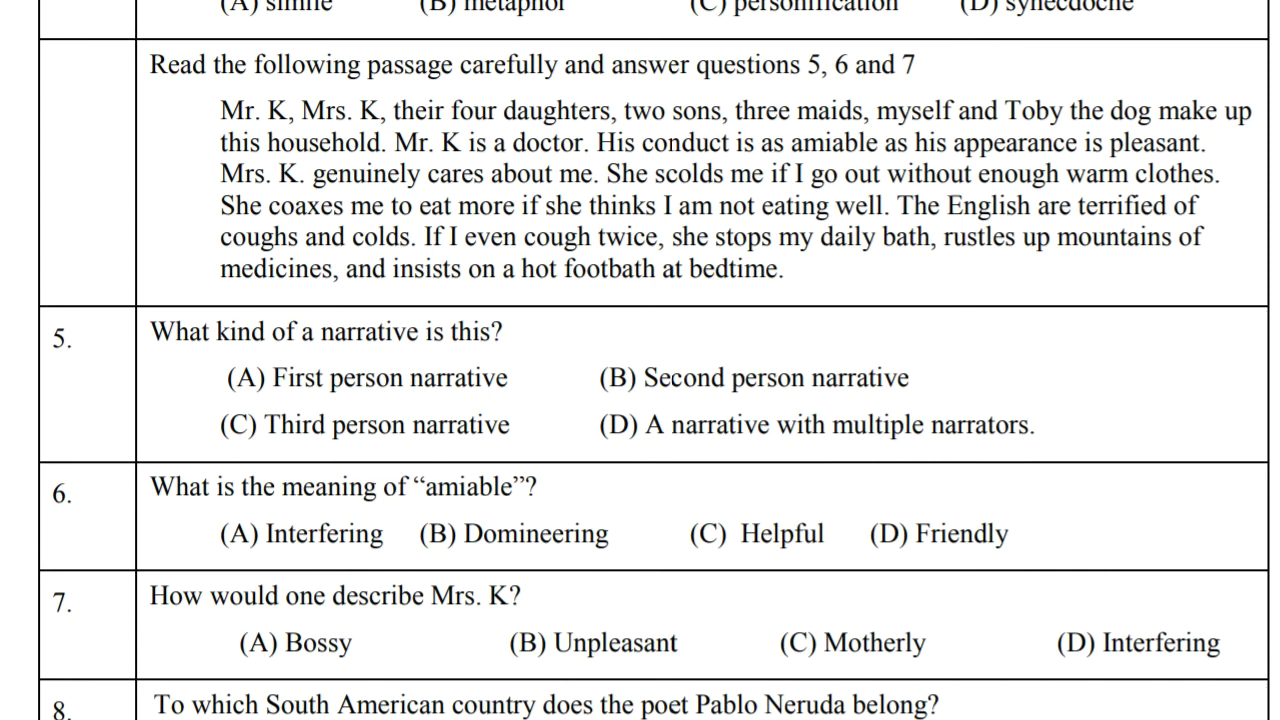 (A) simile (B) metaphor (C) personification (D) synecdoche
Read the following passage carefully and answer questions 5, 6 and 7
Mr. K, Mrs. K, their four daughters, two sons, three maids, myself and Toby the dog make up
this household. Mr. K is a doctor. His conduct is as amiable as his appearance is pleasant.
Mrs. K. genuinely cares about me. She scolds me if I go out without enough warm clothes.
She coaxes me to eat more if she thinks I am not eating well. The English are terrified of
coughs and colds. If I even cough twice, she stops my daily bath, rustles up mountains of
medicines, and insists on a hot footbath at bedtime.
5. What kind of a narrative is this?
(A) First person narrative (B) Second person narrative
(C) Third person narrative (D) A narrative with multiple narrators.
6. What is the meaning of “amiable”?
(A) Interfering (B) Domineering (C) Helpful (D) Friendly
7. How would one describe Mrs. K?
(A) Bossy (B) Unpleasant (C) Motherly (D) Interfering
8. To which South American country does the poet Pablo Neruda belong?